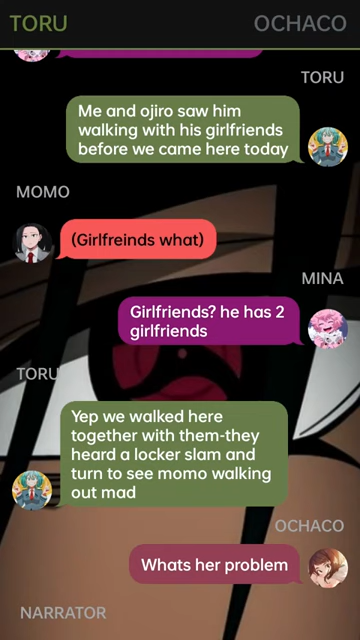 TORU OCHACO
TORU
Me and ojiro saw him
walking with his girlfriends
before we came here today
MOMO
(Girlfreinds what)
MINA
Girlfriends? he has 2
girlfriends
TORU
Yep we walked here
together with them-they
heard a locker slam and
turn to see momo walking
out mad
OCHACO
Whats her problem
NARRATOR